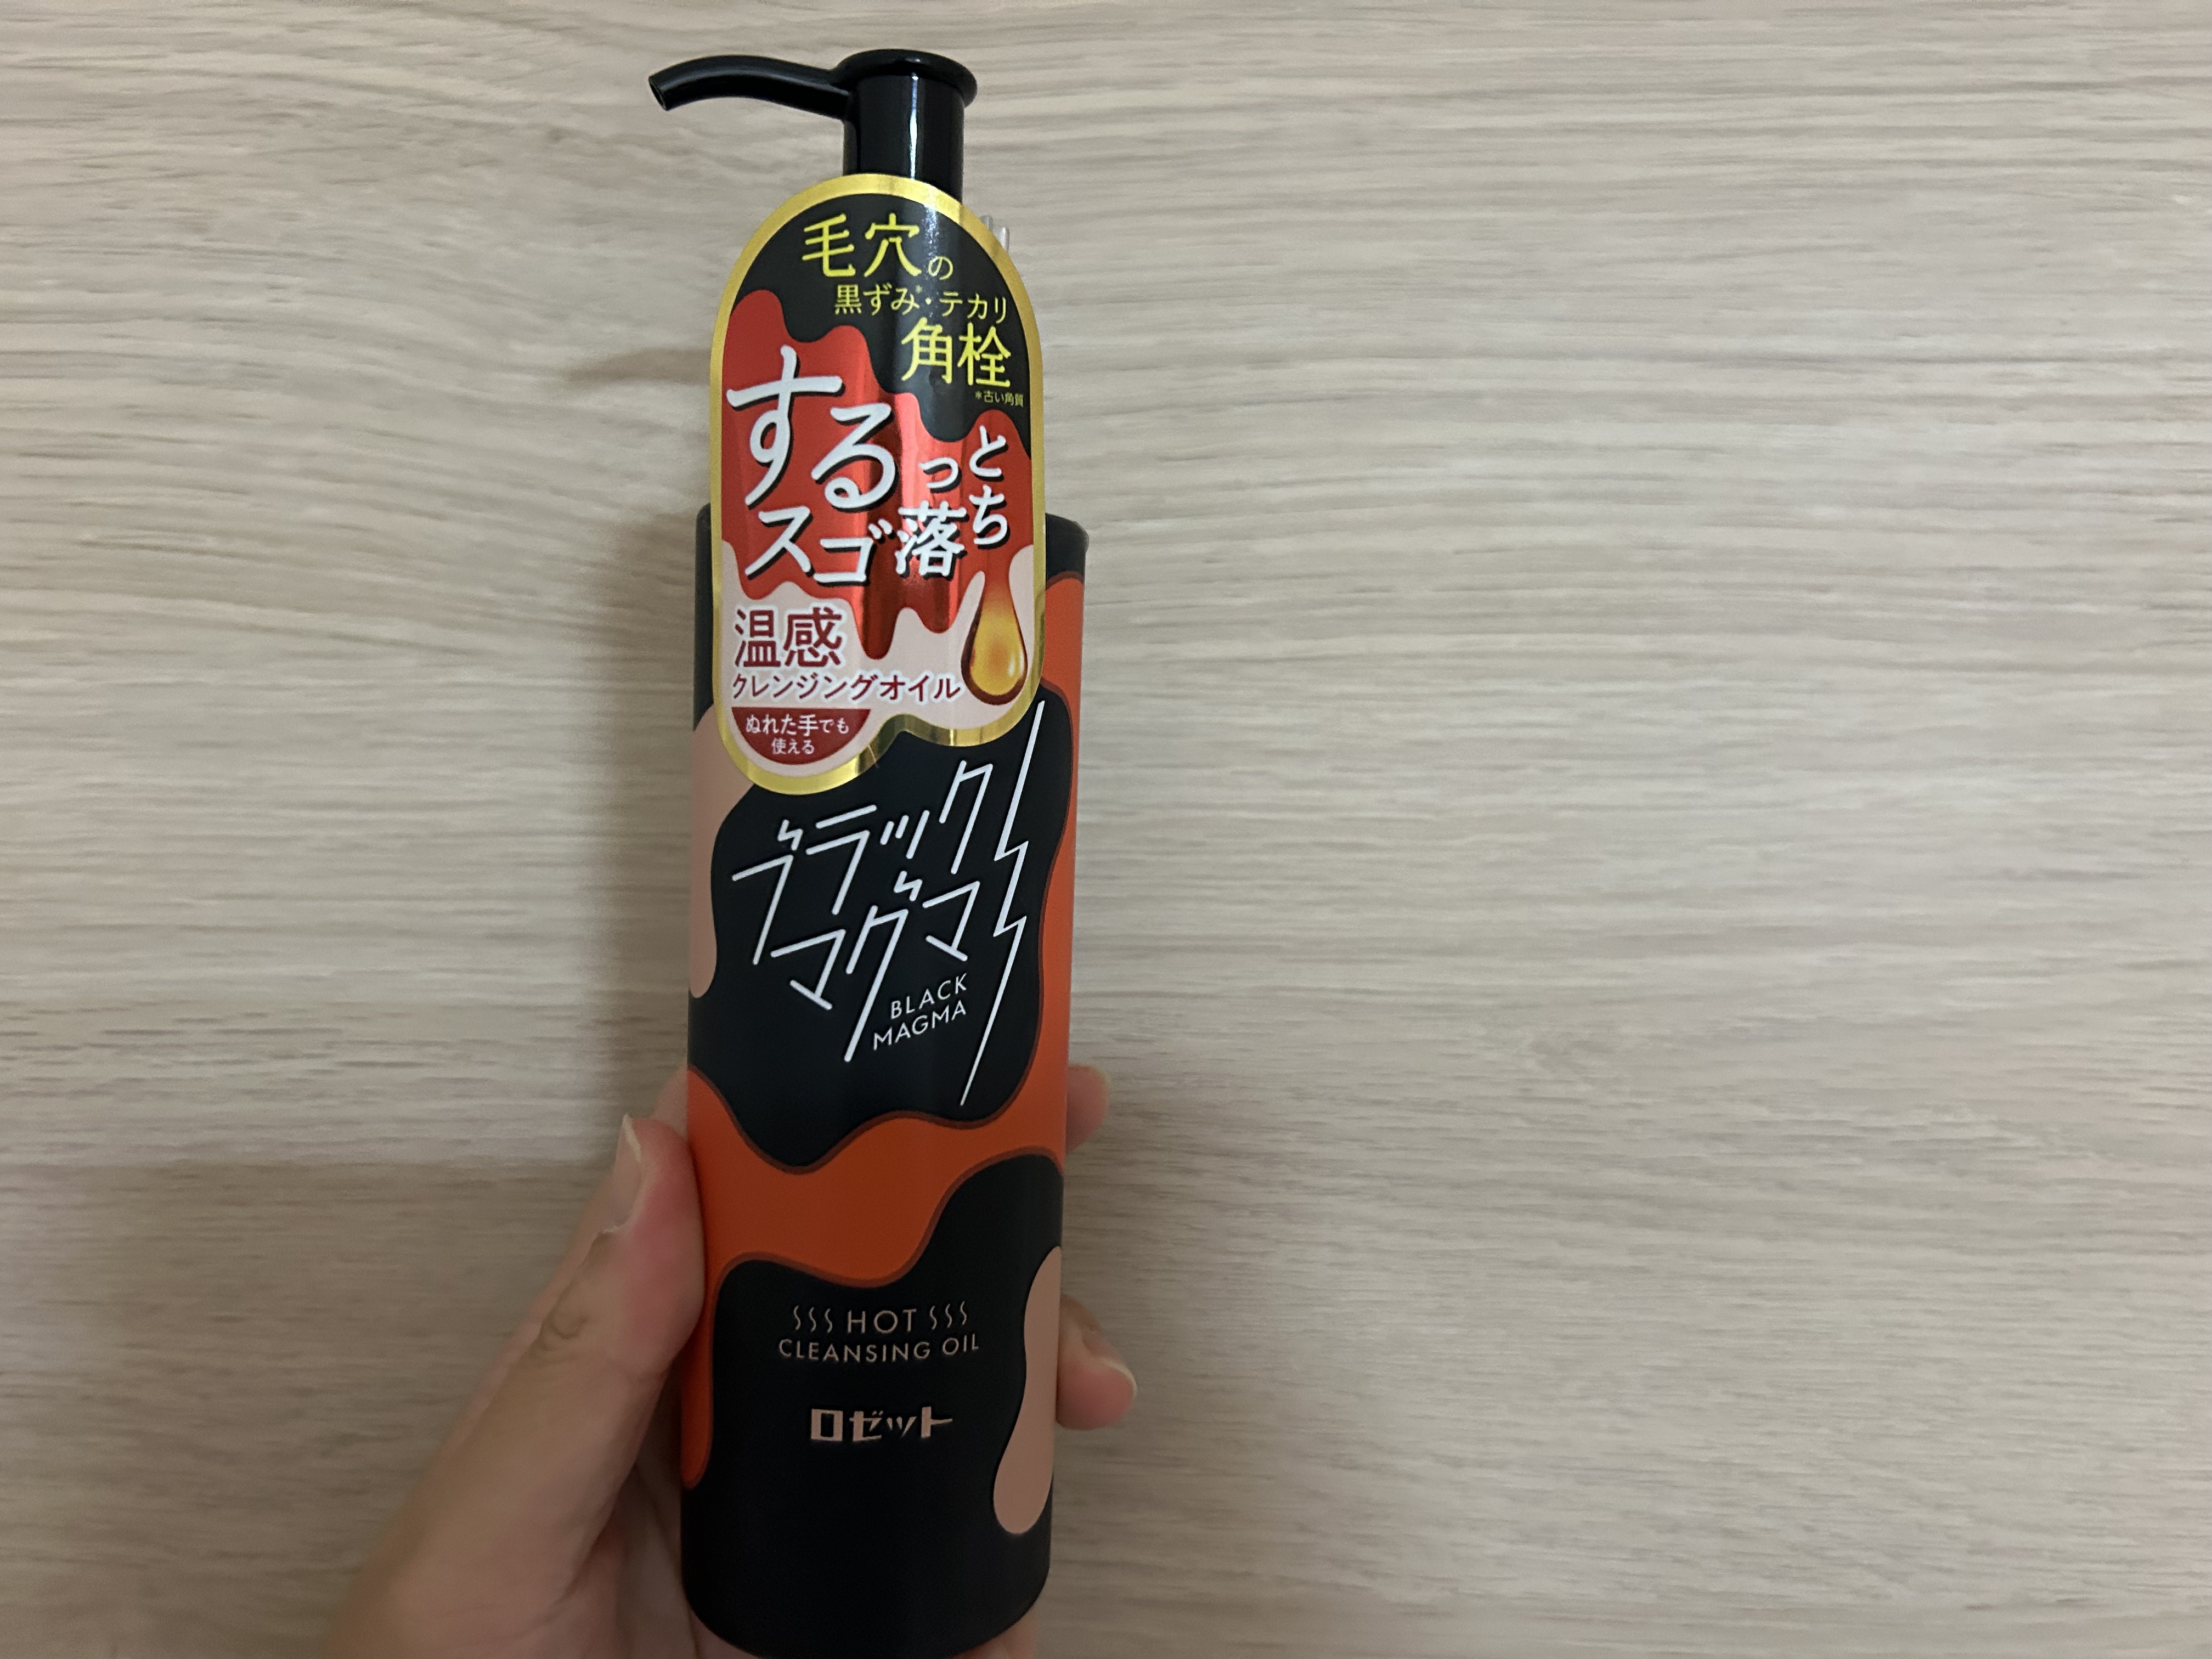 毛穴の
黒ずみ*・テカリ
角栓
*古い角質
するっと
スゴ落ち
温感
クレンジングオイル
ぬれた手でも
使える
ブラック
マグマ
BLACK
MAGMA
HOT
CLEANSING OIL
ロゼット